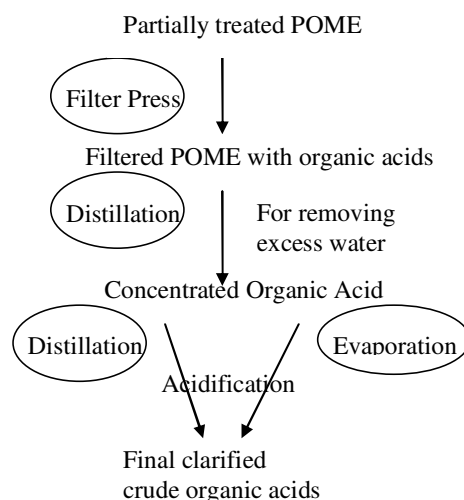 Partially treated POME
Filter Press
Filtered POME with organic acids
Distillation
For removing
excess water
Concentrated Organic Acid
Distillation
Evaporation
Acidification
Final clarified
crude organic acids